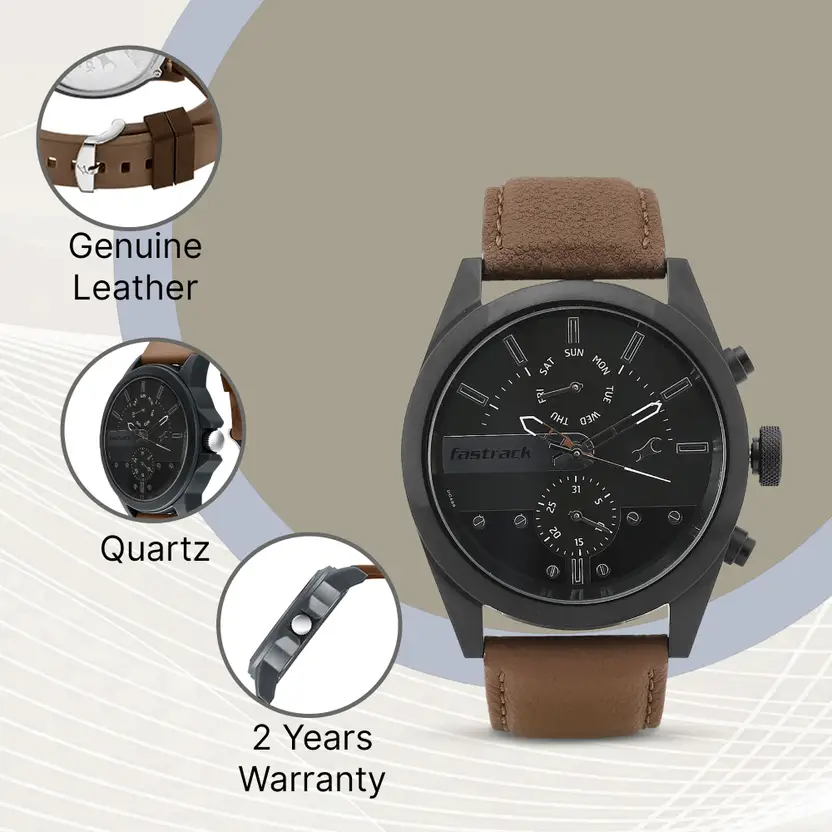 Genuine
Leather
Quartz
2 Years
Warranty
SUN
MON
TUE
WED
THU
FRI
SAT
fastrack
31
5
15
20
25